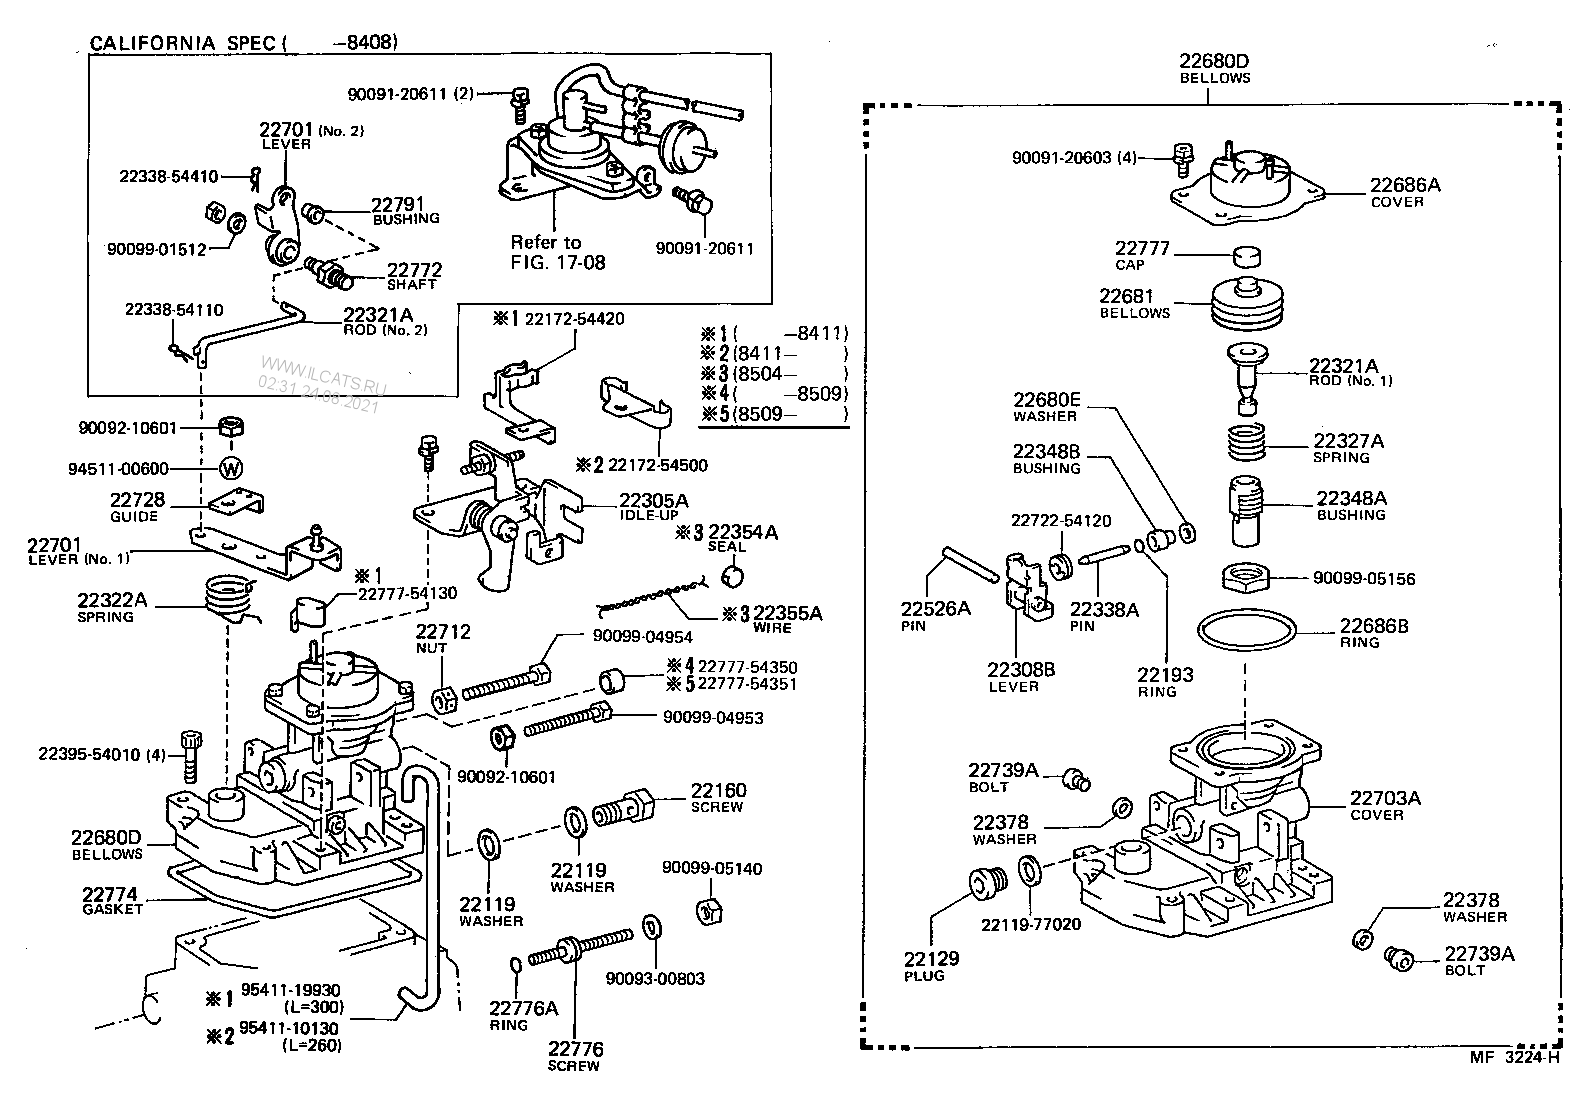 CALIFORNIA SPEC ( -8408)
90091-20611 (2)
22701 (No. 2)
LEVER
22338-54410
22791
BUSHING
90099-01512
22772
SHAFT
Refer to
FIG. 17-08
90091-20611
22338-54110
22321A
ROD (No. 2)
WWW.ILCATS.RU
02:31 24.08.2021
※1 22172-54420
※1 ( -8411)
※2 (8411- )
※3 (8504- )
※4 ( -8509)
※5 (8509- )
※2 22172-54500
90092-10601
94511-00600
W
22728
GUIDE
22701
LEVER (No. 1)
22322A
SPRING
22305A
IDLE-UP
※3 22354A
SEAL
※1
22777-54130
※3 22355A
WIRE
22712
NUT
90099-04954
※4 22777-54350
※5 22777-54351
90099-04953
22395-54010 (4)
90092-10601
22160
SCREW
22680D
BELLOWS
22119
WASHER
22119
WASHER
90099-05140
22774
GASKET
90093-00803
22776A
RING
22776
SCREW
※1 95411-19930
(L=300)
※2 95411-10130
(L=260)
22680D
BELLOWS
90091-20603 (4)
22686A
COVER
22777
CAP
22681
BELLOWS
22321A
ROD (No. 1)
22680E
WASHER
22348B
BUSHING
22327A
SPRING
22348A
BUSHING
22722-54120
90099-05156
22526A
PIN
22338A
PIN
22686B
RING
22308B
LEVER
22193
RING
22739A
BOLT
22378
WASHER
22703A
COVER
22119-77020
22129
PLUG
22378
WASHER
22739A
BOLT
MF 3224-H